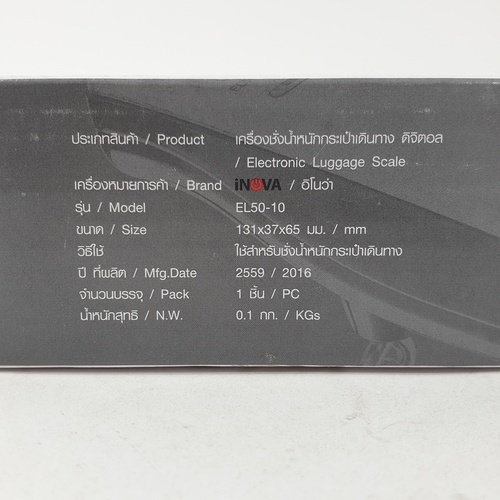 ประเภทสินค้า / Product เครื่องชั่งน้ำหนักกระเป๋าเดินทาง ดิจิตอล
/ Electronic Luggage Scale
เครื่องหมายการค้า / Brand iNOVA / อิโนว่า
รุ่น / Model EL50-10
ขนาด / Size 131x37x65 มม. / mm
วิธีใช้ ใช้สำหรับชั่งน้ำหนักกระเป๋าเดินทาง
ปี ที่ผลิต / Mfg.Date 2559 / 2016
จำนวนบรรจุ / Pack 1 ชิ้น / PC
น้ำหนักสุทธิ / N.W. 0.1 กก. / KGs